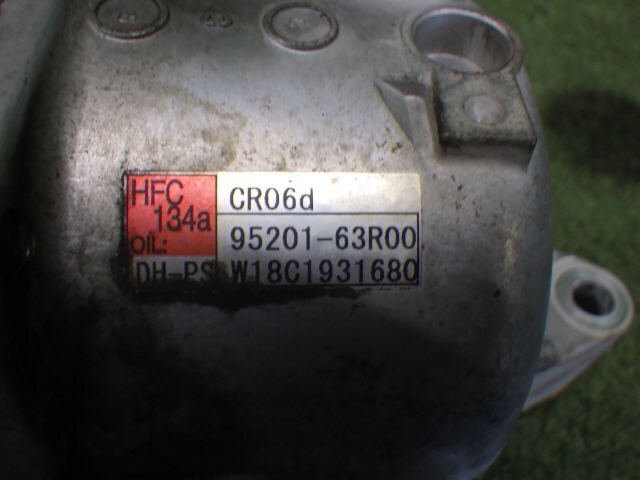 HFC
134a
OIL:
DH-PS
CR06d
95201-63R00
W18C1931680